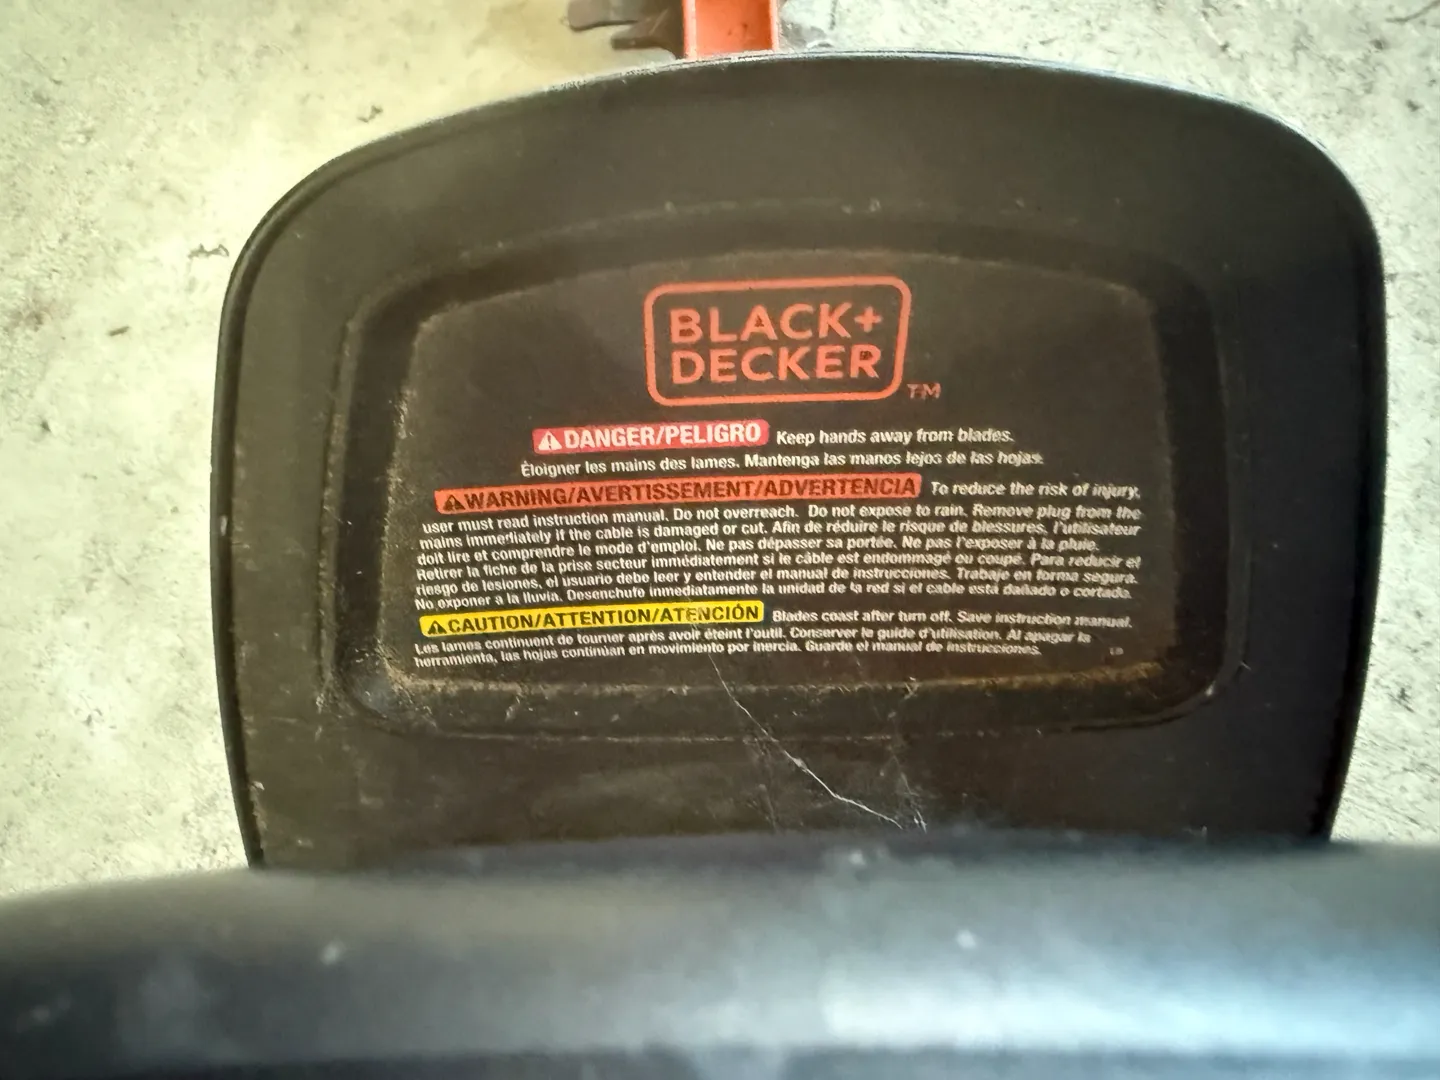 BLACK+
DECKER
TM
DANGER/PELIGRO Keep hands away from blades.
Éloigner les mains des lames. Mantenga las manos lejos de las hojas.
WARNING/AVERTISSEMENT/ADVERTENCIA To reduce the risk of injury,
user must read instruction manual. Do not overreach. Do not expose to rain. Remove plug from the
mains immediately if the cable is damaged or cut. Afin de réduire le risque de blessures, l'utilisateur
doit lire et comprendre le mode d'emploi. Ne pas dépasser sa portée. Ne pas l'exposer à la pluie.
Retirer la fiche de la prise secteur immédiatement si le câble est endommagé ou coupé. Para reducir el
riesgo de lesiones, el usuario debe leer y entender el manual de instrucciones. Trabaje en forma segura.
No exponer a la lluvia. Desenchufe inmediatamente la unidad de la red si el cable está dañado o cortado.
CAUTION/ATTENTION/ATENCIÓN Blades coast after turn off. Save instruction manual.
Les lames continuent de tourner après avoir éteint l'outil. Conserver le guide d'utilisation. Al apagar la
herramienta, las hojas continúan en movimiento por inercia. Guarde el manual de instrucciones.